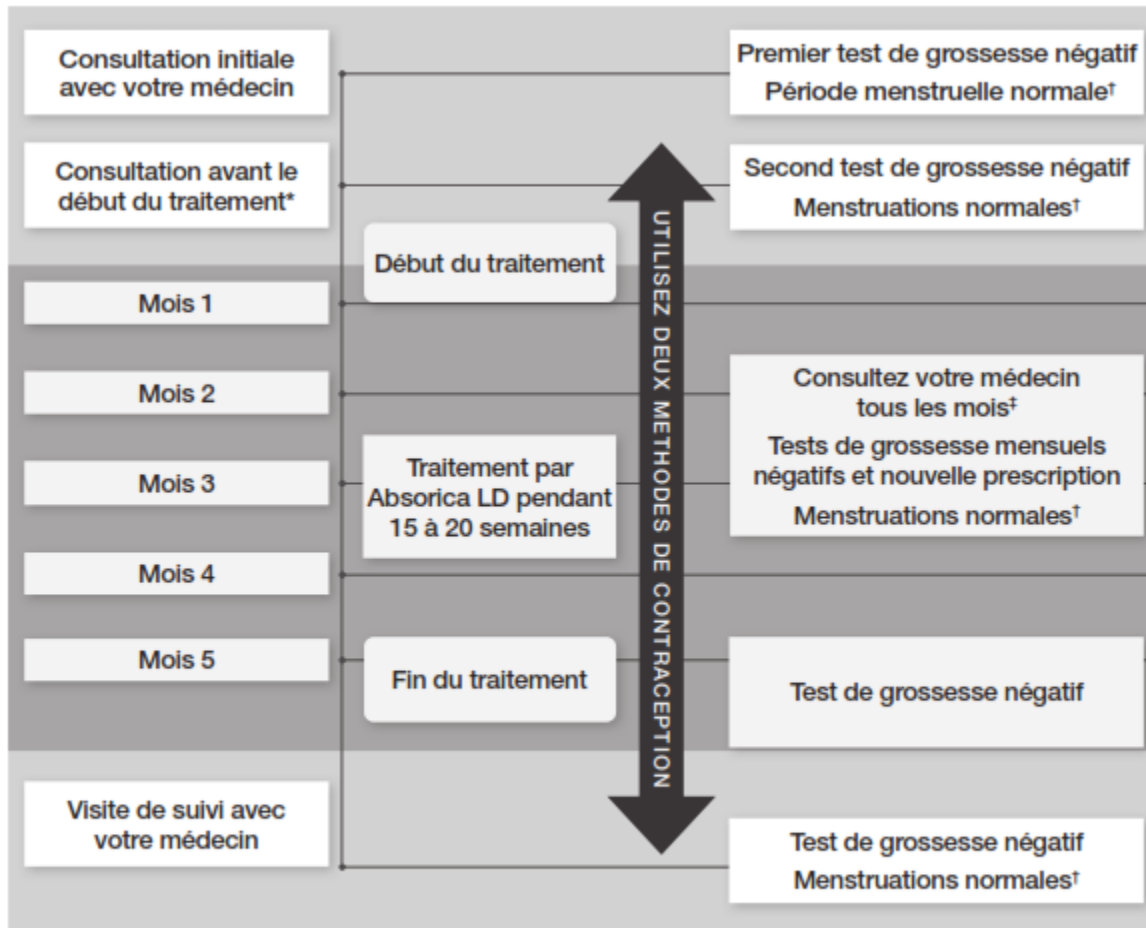 Consultation initiale
avec votre médecin
Premier test de grossesse négatif
Période menstruelle normale†
Consultation avant le
début du traitement*
Second test de grossesse négatif
Menstruations normales†
Début du traitement
Mois 1
Mois 2
Mois 3
Mois 4
Mois 5
Traitement par
Absorica LD pendant
15 à 20 semaines
Fin du traitement
UTILISEZ DEUX METHODES DE CONTRACEPTION
Consultez votre médecin
tous les mois‡
Tests de grossesse mensuels
négatifs et nouvelle prescription
Menstruations normales†
Test de grossesse négatif
Visite de suivi avec
votre médecin
Test de grossesse négatif
Menstruations normales†